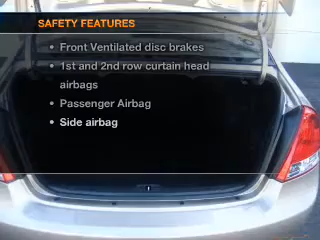 SAFETY FEATURES
• Front Ventilated disc brakes
• 1st and 2nd row curtain head
airbags
• Passenger Airbag
• Side airbag